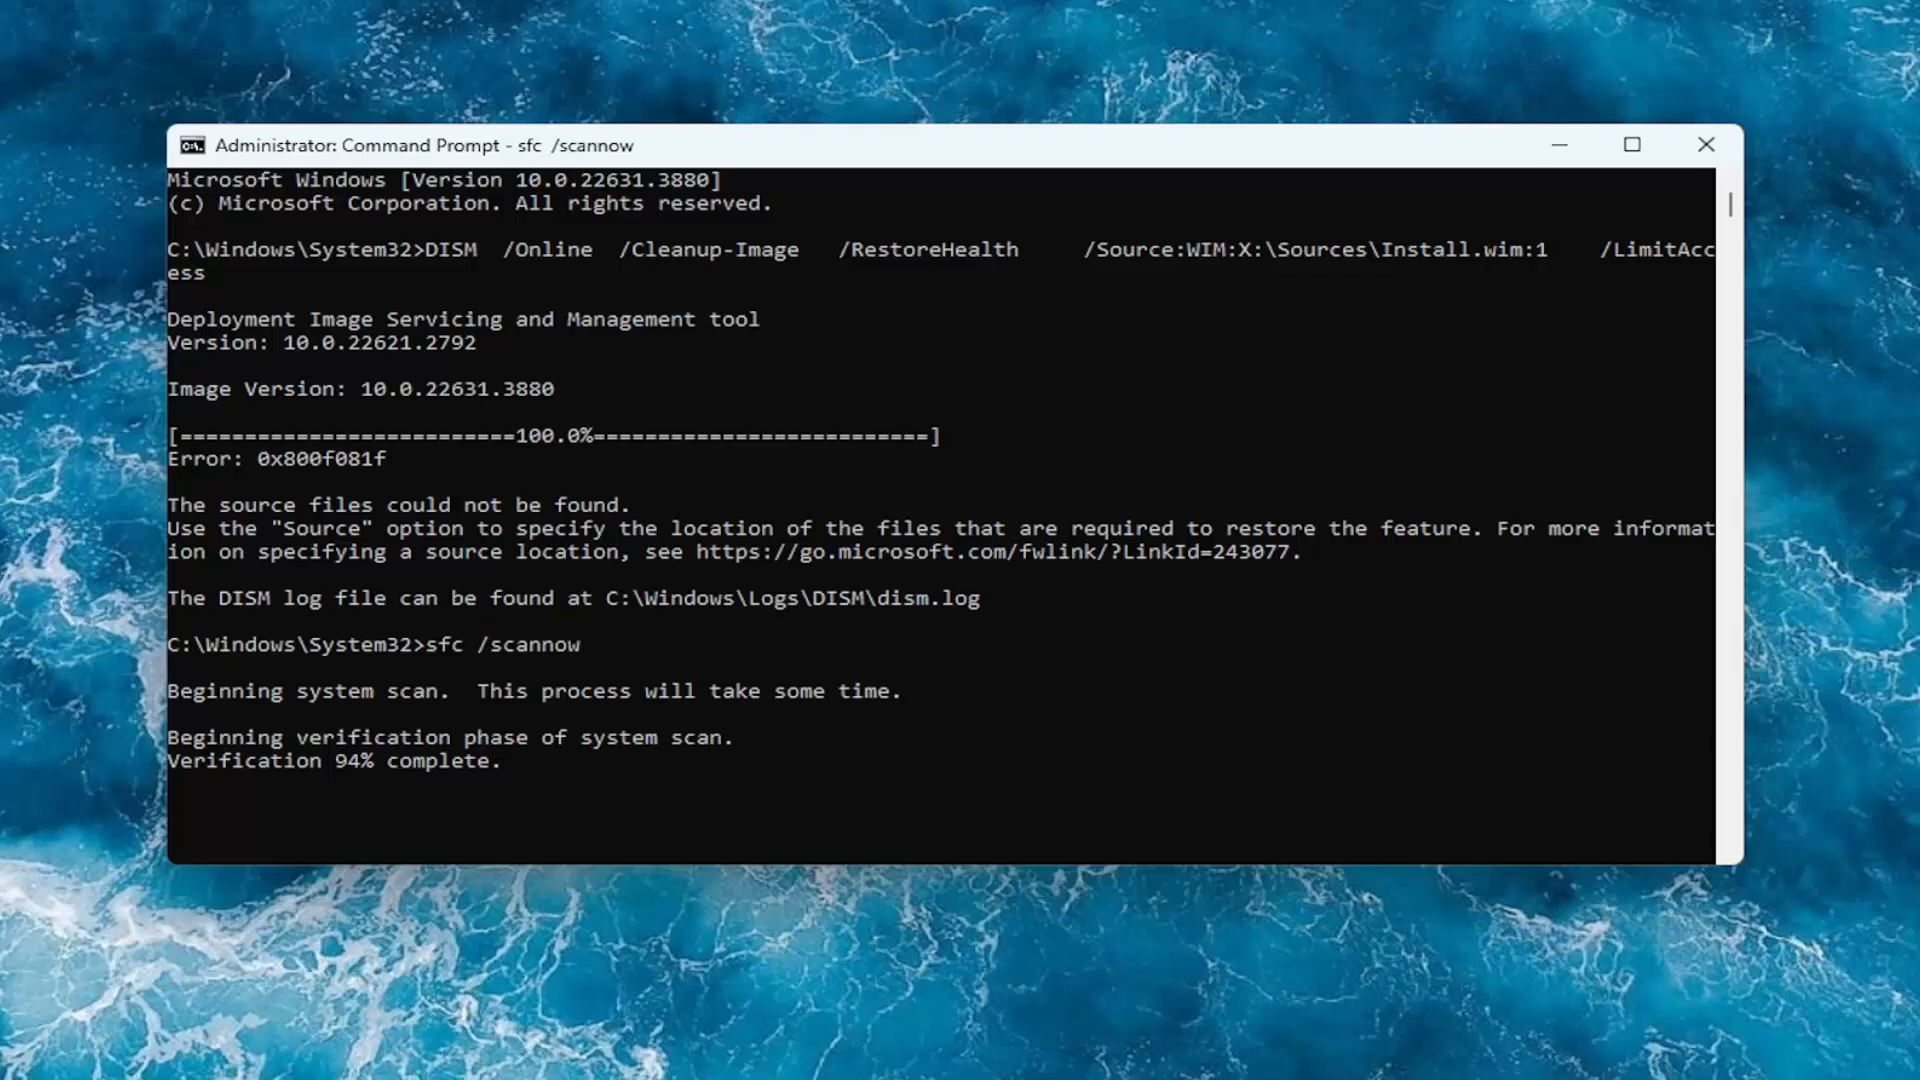 Administrator: Command Prompt - sfc  /scannow
Microsoft Windows [Version 10.0.22631.3880]
(c) Microsoft Corporation. All rights reserved.
C:\Windows\System32>DISM  /Online  /Cleanup-Image   /RestoreHealth     /Source:WIM:X:\Sources\Install.wim:1    /LimitAcc
ess
Deployment Image Servicing and Management tool
Version: 10.0.22621.2792
Image Version: 10.0.22631.3880
[==========================100.0%==========================]
Error: 0x800f081f
The source files could not be found.
Use the "Source" option to specify the location of the files that are required to restore the feature. For more informat
ion on specifying a source location, see https://go.microsoft.com/fwlink/?LinkId=243077.
The DISM log file can be found at C:\Windows\Logs\DISM\dism.log
C:\Windows\System32>sfc /scannow
Beginning system scan.  This process will take some time.
Beginning verification phase of system scan.
Verification 94% complete.